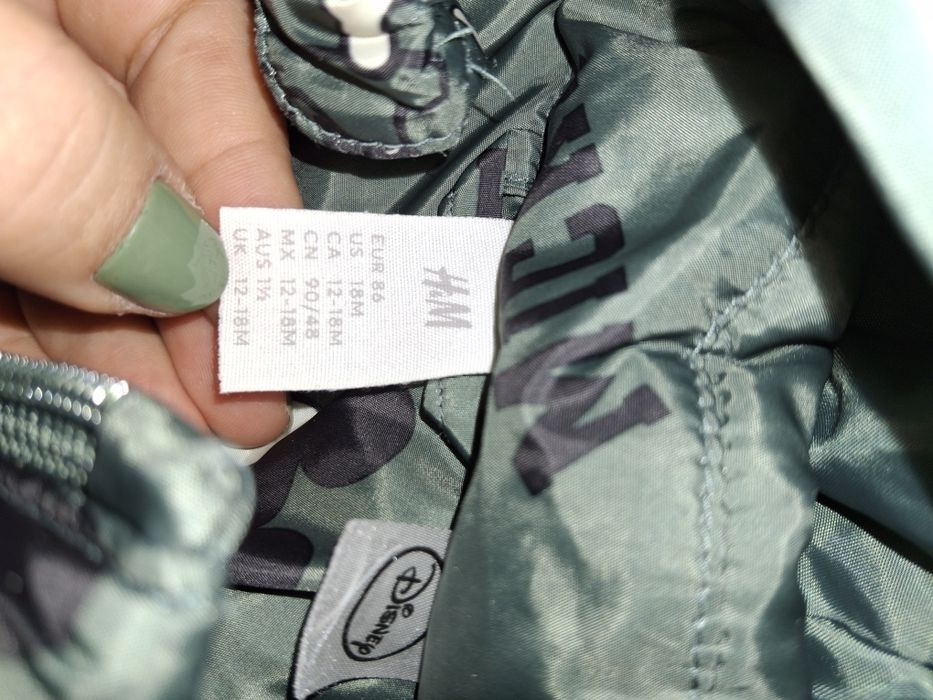 H&M
EUR 86
US 18M
CA 12-18M
CN 90/48
MX 12-18M
AUS 1½
UK 12-18M
Disney